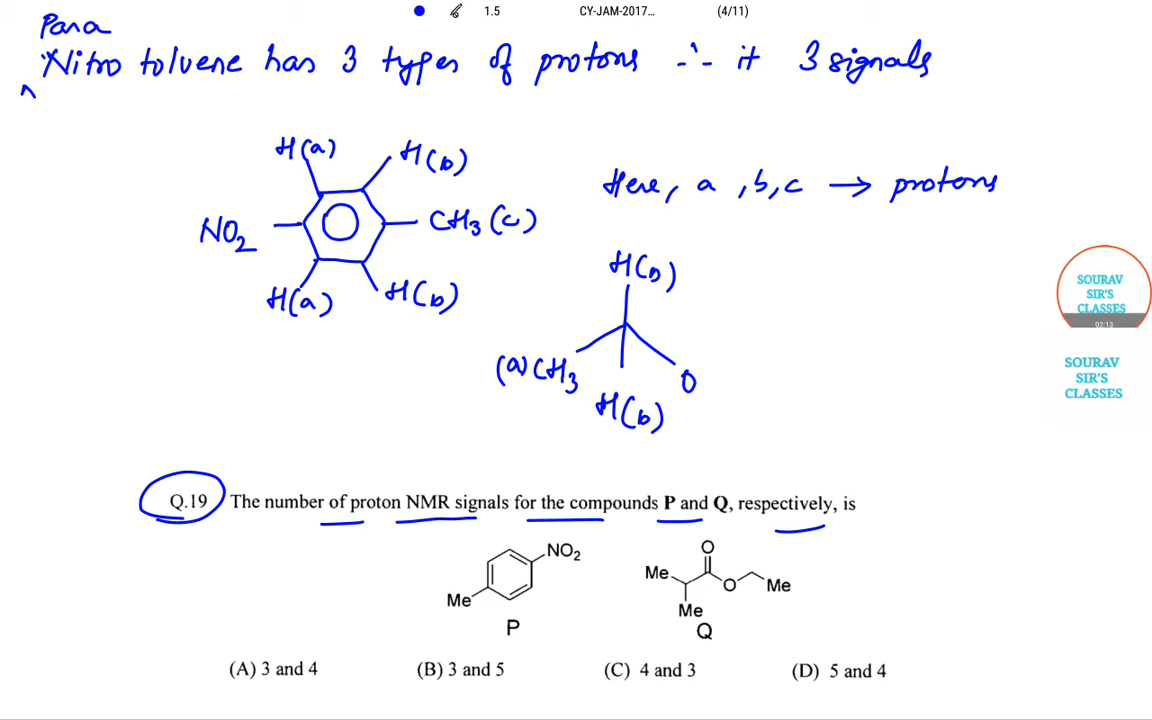 1.5 CY-JAM-2017... (4/11)
Para
Nitro toluene has 3 types of protons ∴ it 3 signals
^
H(a) H(b)
Here, a , b, c → protons
NO2 CH3 (c)
H(a) H(b)
H(b)
(a) CH3 O
H(b)
SOURAV
SIR'S
CLASSES
02:13
SOURAV
SIR'S
CLASSES
Q.19 The number of proton NMR signals for the compounds P and Q, respectively, is
NO2 Me
P
O
Me O Me
Me
Q
(A) 3 and 4 (B) 3 and 5 (C) 4 and 3 (D) 5 and 4